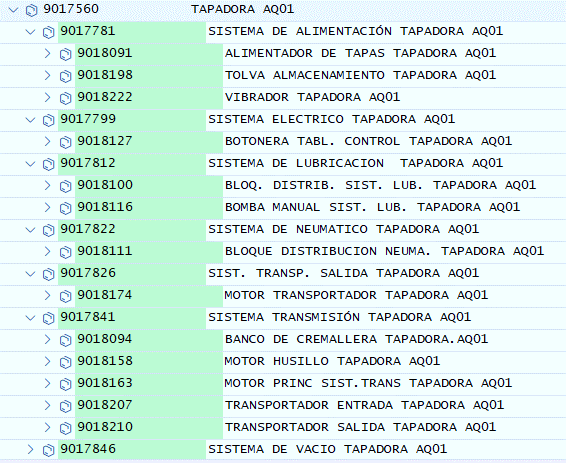 9017560 TAPADORA AQ01
9017781 SISTEMA DE ALIMENTACIÓN TAPADORA AQ01
9018091 ALIMENTADOR DE TAPAS TAPADORA AQ01
9018198 TOLVA ALMACENAMIENTO TAPADORA AQ01
9018222 VIBRADOR TAPADORA AQ01
9017799 SISTEMA ELECTRICO TAPADORA AQ01
9018127 BOTONERA TABL. CONTROL TAPADORA AQ01
9017812 SISTEMA DE LUBRICACION  TAPADORA AQ01
9018100 BLOQ. DISTRIB. SIST. LUB. TAPADORA AQ01
9018116 BOMBA MANUAL SIST. LUB. TAPADORA AQ01
9017822 SISTEMA DE NEUMATICO TAPADORA AQ01
9018111 BLOQUE DISTRIBUCION NEUMA. TAPADORA AQ01
9017826 SIST. TRANSP. SALIDA TAPADORA AQ01
9018174 MOTOR TRANSPORTADOR TAPADORA AQ01
9017841 SISTEMA TRANSMISIÓN TAPADORA AQ01
9018094 BANCO DE CREMALLERA TAPADORA.AQ01
9018158 MOTOR HUSILLO TAPADORA AQ01
9018163 MOTOR PRINC SIST.TRANS TAPADORA AQ01
9018207 TRANSPORTADOR ENTRADA TAPADORA AQ01
9018210 TRANSPORTADOR SALIDA TAPADORA AQ01
9017846 SISTEMA DE VACIO TAPADORA AQ01